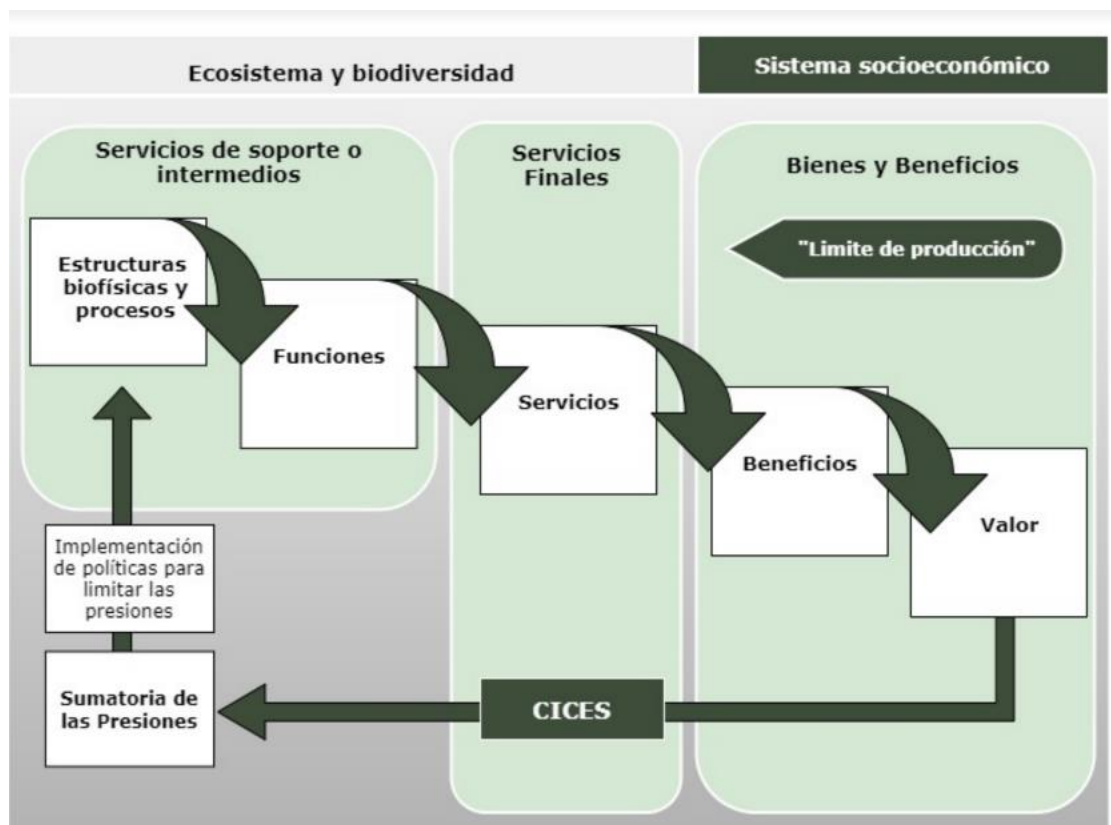 Ecosistema y biodiversidad
Sistema socioeconómico
Servicios de soporte o
intermedios
Servicios
Finales
Bienes y Beneficios
"Limite de producción"
Estructuras
biofísicas y
procesos
Funciones
Servicios
Beneficios
Valor
Implementación
de políticas para
limitar las
presiones
Sumatoria de
las Presiones
CICES